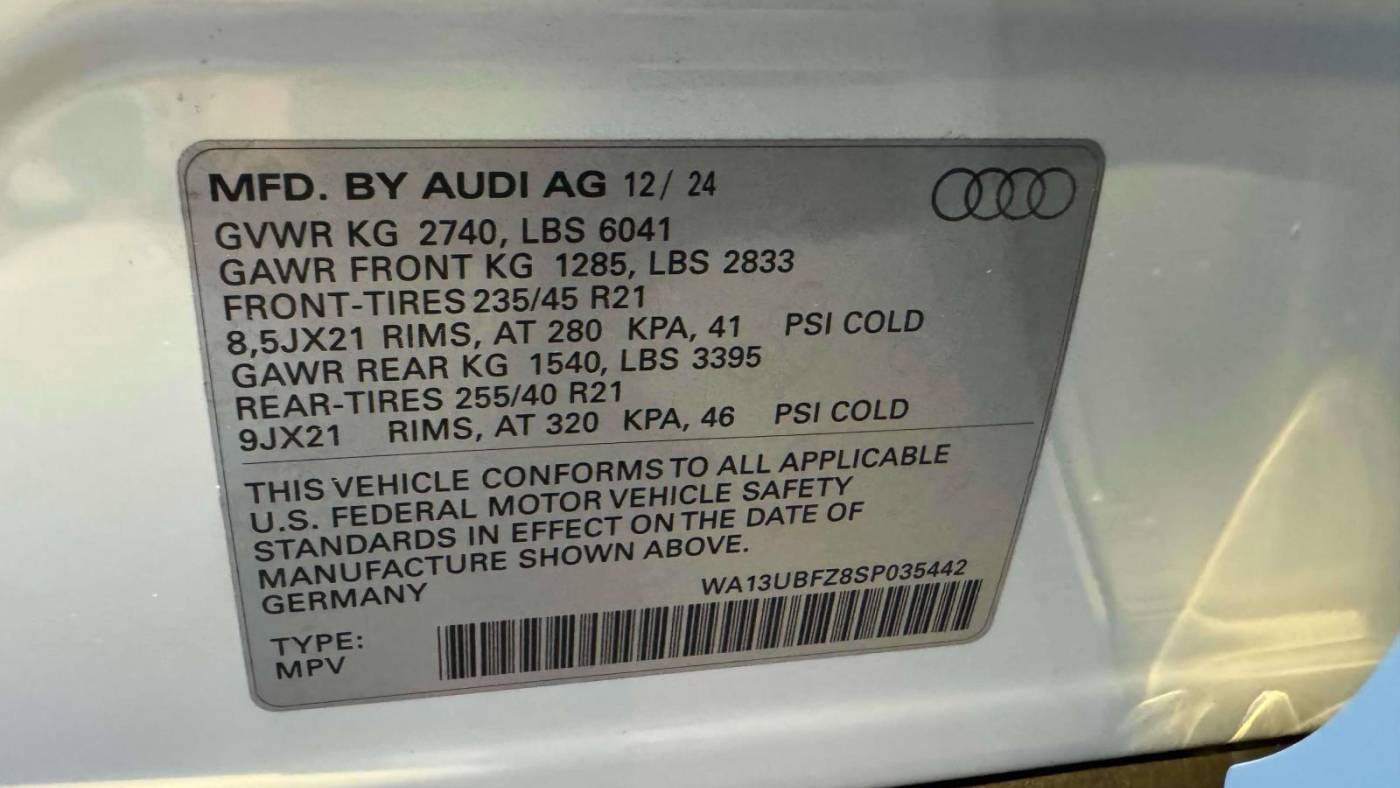 MFD. BY AUDI AG 12/ 24
GVWR KG 2740, LBS 6041
GAWR FRONT KG 1285, LBS 2833
FRONT-TIRES 235/45 R21
8,5JX21 RIMS, AT 280 KPA, 41 PSI COLD
GAWR REAR KG 1540, LBS 3395
REAR-TIRES 255/40 R21
9JX21 RIMS, AT 320 KPA, 46 PSI COLD
THIS VEHICLE CONFORMS TO ALL APPLICABLE
U.S. FEDERAL MOTOR VEHICLE SAFETY
STANDARDS IN EFFECT ON THE DATE OF
MANUFACTURE SHOWN ABOVE.
GERMANY
WA13UBFZ8SP035442
TYPE:
MPV